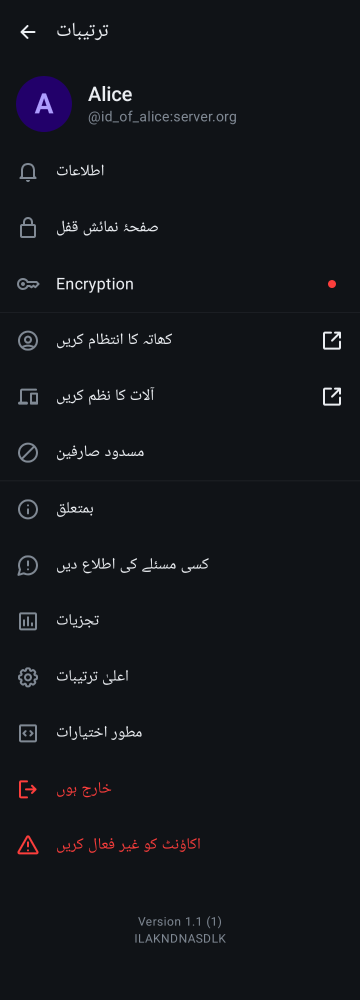 ترتیبات
A
Alice
@id_of_alice:server.org
اطلاعات
صفحۂ نمائش قفل
Encryption
کھاتہ کا انتظام کریں
آلات کا نظم کریں
مسدود صارفین
بمتعلق
کسی مسئلے کی اطلاع دیں
تجزیات
اعلیٰ ترتیبات
مطور اختیارات
خارج ہوں
اکاؤنٹ کو غیر فعال کریں
Version 1.1 (1)
ILAKNDNASDLK